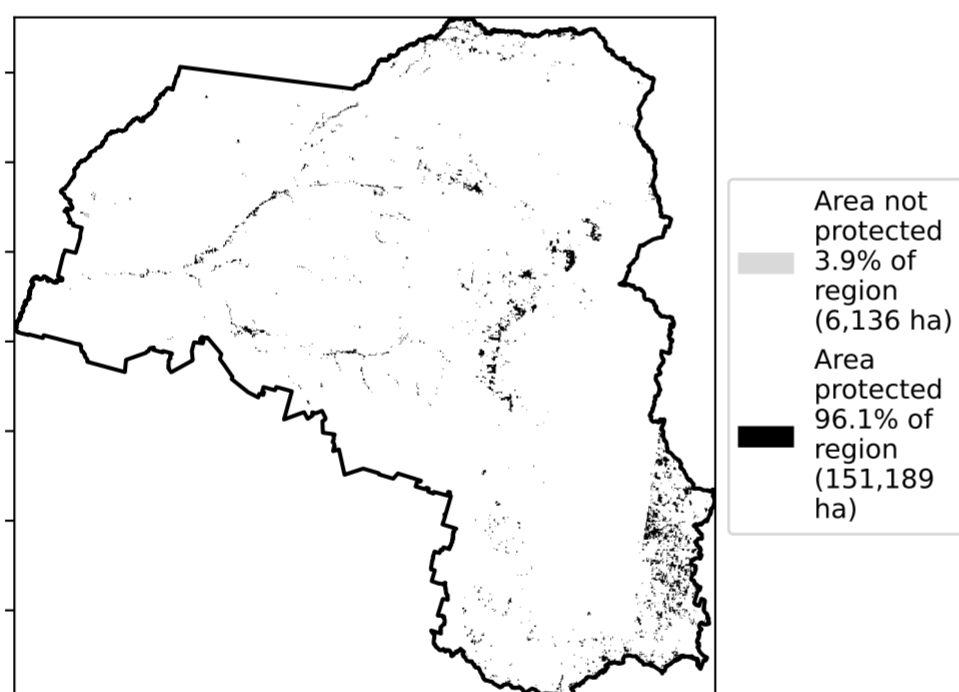 Area not
protected
3.9% of
region
(6,136 ha)
Area
protected
96.1% of
region
(151,189
ha)